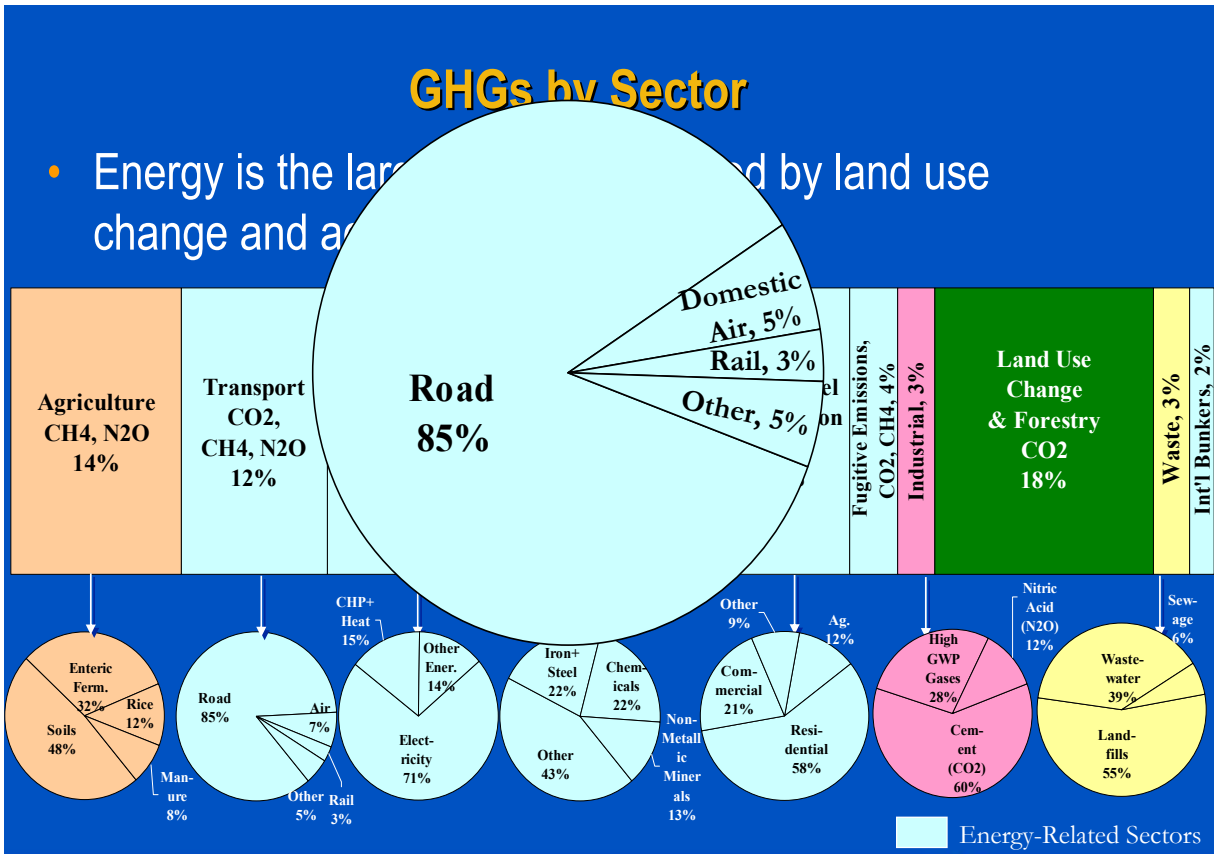 GHGs by Sector
• Energy is the lar d by land use
change and a
Domestic
Air, 5%
Rail, 3%
Other, 5%
Road
85%
Agriculture
CH4, N2O
14%
Transport
CO2,
CH4, N2O
12%
el
on
Fugitive Emissions,
CO2, CH4, 4%
Industrial, 3%
Land Use
Change
& Forestry
CO2
18%
Waste, 3%
Int'l Bunkers, 2%
Enteric
Ferm.
32%
Rice
12%
Soils
48%
Man-
ure
8%
Road
85%
Air
7%
Other
5%
Rail
3%
CHP+
Heat
15%
Other
Ener.
14%
Elect-
ricity
71%
Iron+
Steel
22%
Chem-
icals
22%
Other
43%
Non-
Metall
ic
Miner
als
13%
Other
9%
Ag.
12%
Com-
mercial
21%
Resi-
dential
58%
High
GWP
Gases
28%
Nitric
Acid
(N2O)
12%
Cem-
ent
(CO2)
60%
Sew-
age
6%
Waste-
water
39%
Land-
fills
55%
Energy-Related Sectors